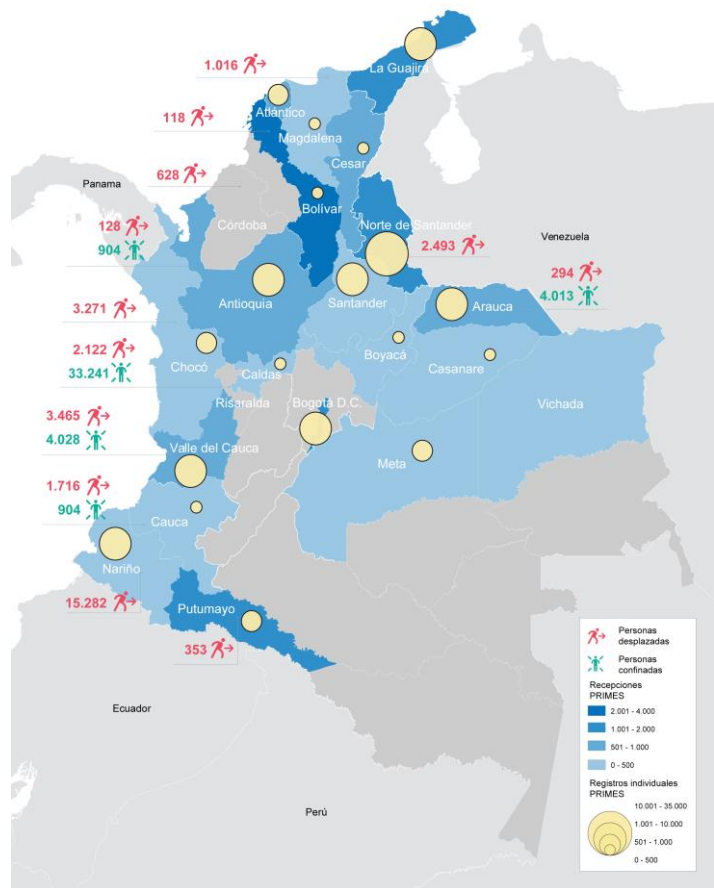 1.016
La Guajira
Atlántico
118
Magdalena
Cesar
628
Panama
Bolívar
Córdoba
Norte de Santander
128
904
2.493
Venezuela
294
4.013
Antioquia
Santander
Arauca
3.271
2.122
33.241
Chocó
Boyacá
Casanare
Caldas
Risaralda
Bogotá D.C.
Vichada
3.465
4.028
Valle del Cauca
Meta
1.716
904
Cauca
Nariño
15.282
Putumayo
353
Ecuador
Perú
Personas
desplazadas
Personas
confinadas
Recepciones
PRIMES
2.001 - 4.000
1.001 - 2.000
501 - 1.000
0 - 500
Registros individuales
PRIMES
10.001 - 35.000
1.001 - 10.000
501 - 1.000
0 - 500